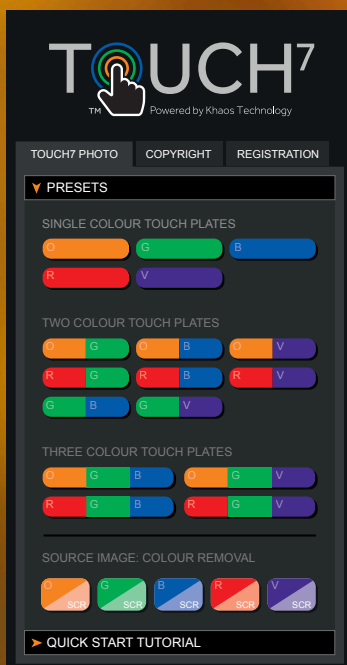 TOUCH7
TM Powered by Khaos Technology
TOUCH7 PHOTO COPYRIGHT REGISTRATION
PRESETS
SINGLE COLOUR TOUCH PLATES
O G B
R V
TWO COLOUR TOUCH PLATES
O G O B O V
R G R B R V
G B G V
THREE COLOUR TOUCH PLATES
O G B O G V
R G B R G V
SOURCE IMAGE: COLOUR REMOVAL
O G B R V
SCR SCR SCR SCR SCR
QUICK START TUTORIAL